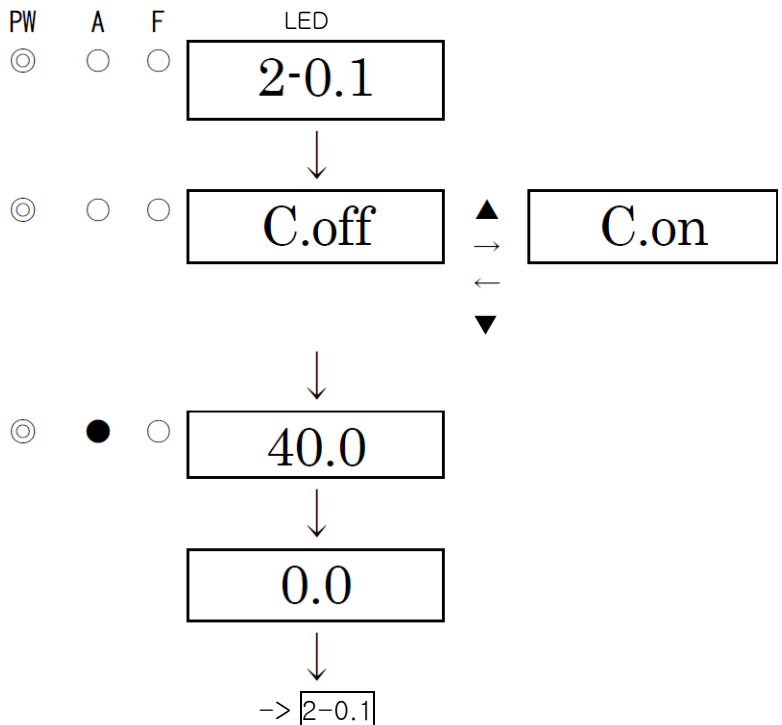 PW A F LED
◎ ○ ○ 2-0.1
↓
◎ ○ ○ C.off ▲ → ← ▼ C.on
↓
◎ ● ○ 40.0
↓
0.0
↓
-> 2-0.1